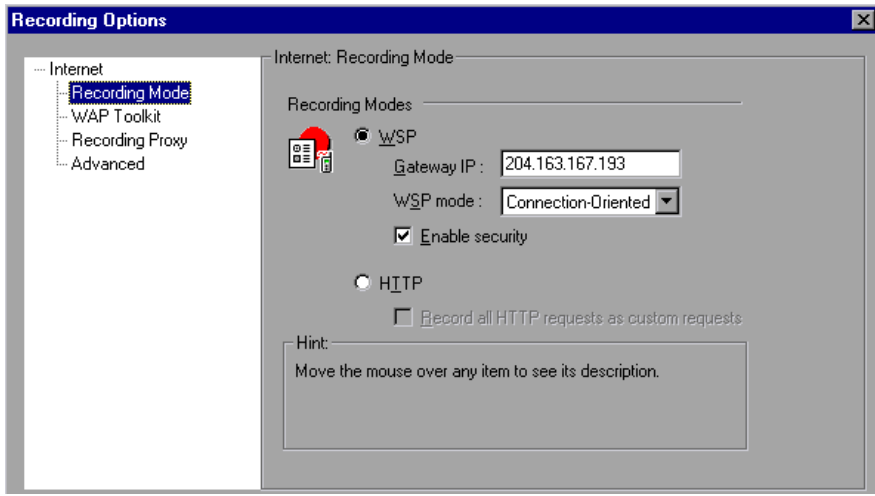 Recording Options
Internet
Recording Mode
WAP Toolkit
Recording Proxy
Advanced
Internet: Recording Mode
Recording Modes
WSP
Gateway IP :
204.163.167.193
WSP mode :
Connection-Oriented
Enable security
HTTP
Record all HTTP requests as custom requests
Hint:
Move the mouse over any item to see its description.